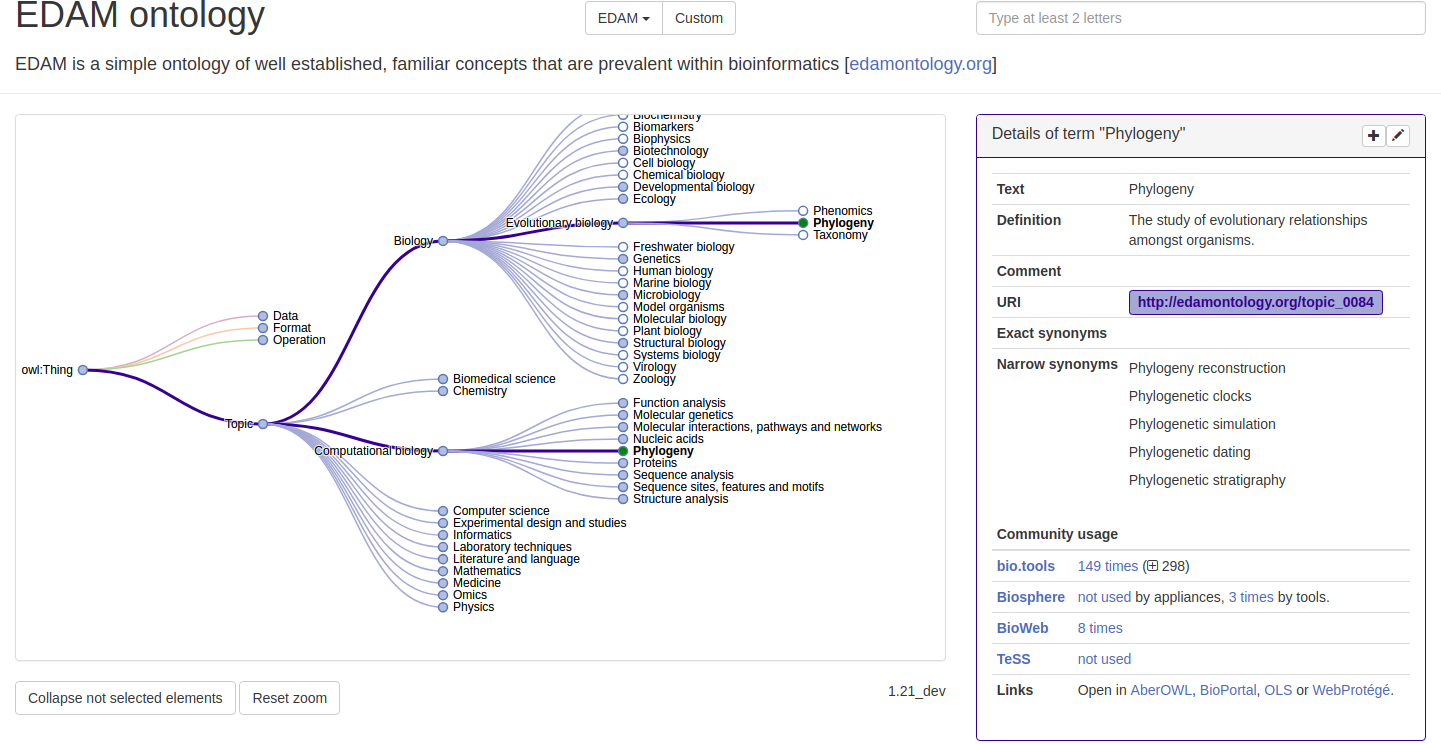 EDAM ontology
EDAM
Custom
Type at least 2 letters
EDAM is a simple ontology of well established, familiar concepts that are prevalent within bioinformatics [edamontology.org]
Biochemistry
Biomarkers
Biophysics
Biotechnology
Cell biology
Chemical biology
Developmental biology
Ecology
Evolutionary biology
Phenomics
Phylogeny
Taxonomy
Biology
Freshwater biology
Genetics
Human biology
Marine biology
Microbiology
Model organisms
Molecular biology
Plant biology
Structural biology
Systems biology
Virology
Zoology
Data
Format
Operation
owl:Thing
Biomedical science
Chemistry
Topic
Computational biology
Function analysis
Molecular genetics
Molecular interactions, pathways and networks
Nucleic acids
Phylogeny
Proteins
Sequence analysis
Sequence sites, features and motifs
Structure analysis
Computer science
Experimental design and studies
Informatics
Laboratory techniques
Literature and language
Mathematics
Medicine
Omics
Physics
Collapse not selected elements
Reset zoom
1.21_dev
Details of term "Phylogeny"
Text Phylogeny
Definition The study of evolutionary relationships
amongst organisms.
Comment
URI http://edamontology.org/topic_0084
Exact synonyms
Narrow synonyms Phylogeny reconstruction
Phylogenetic clocks
Phylogenetic simulation
Phylogenetic dating
Phylogenetic stratigraphy
Community usage
bio.tools 149 times (⊞ 298)
Biosphere not used by appliances, 3 times by tools.
BioWeb 8 times
TeSS not used
Links Open in AberOWL, BioPortal, OLS or WebProtégé.